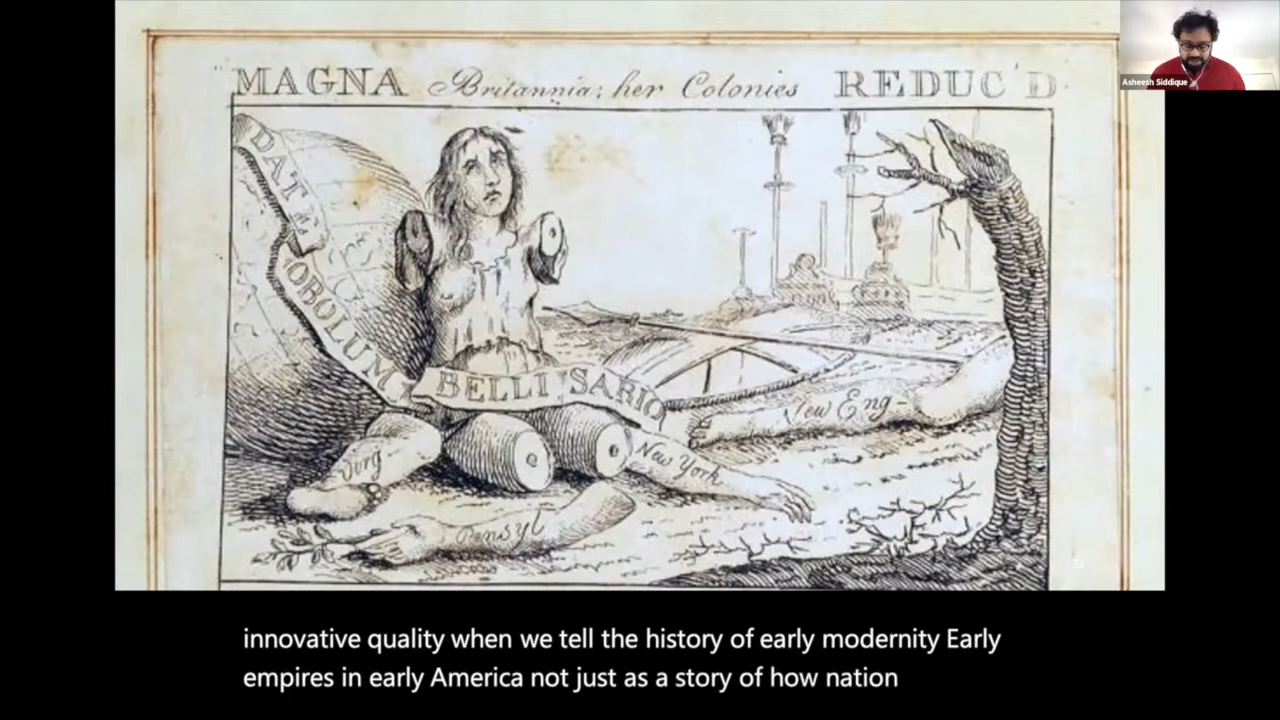 MAGNA Britannia; her Colonies REDUC'D
Asheesh Siddique
DATE
OBOLUM
BELLISARIO
New Eng-
Virg-
New York
Pensyl
25
innovative quality when we tell the history of early modernity Early
empires in early America not just as a story of how nation